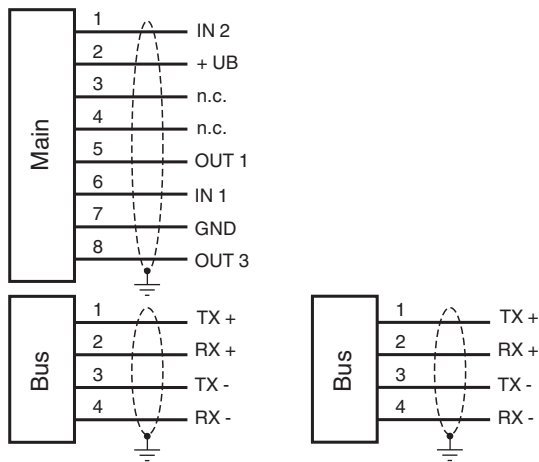 Main
1 IN 2
2 + UB
3 n.c.
4 n.c.
5 OUT 1
6 IN 1
7 GND
8 OUT 3
Bus
1 TX +
2 RX +
3 TX -
4 RX -
Bus
1 TX +
2 RX +
3 TX -
4 RX -